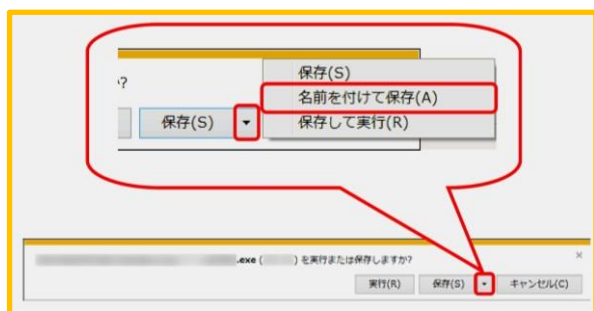 ?
保存(S)
名前を付けて保存(A)
保存(S)
保存して実行(R)
.exe ( ) を実行または保存しますか?
×
実行(R)
保存(S)
キャンセル(C)